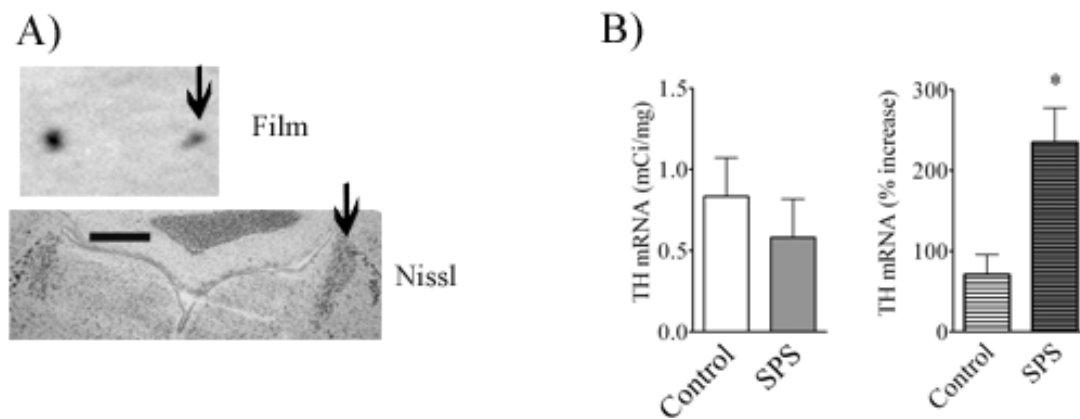 A)
Film
Nissl
B)
TH mRNA (mCi/mg)
1.5
1.0
0.5
0.0
Control
SPS
TH mRNA (% increase)
300
200
100
0
*
Control
SPS